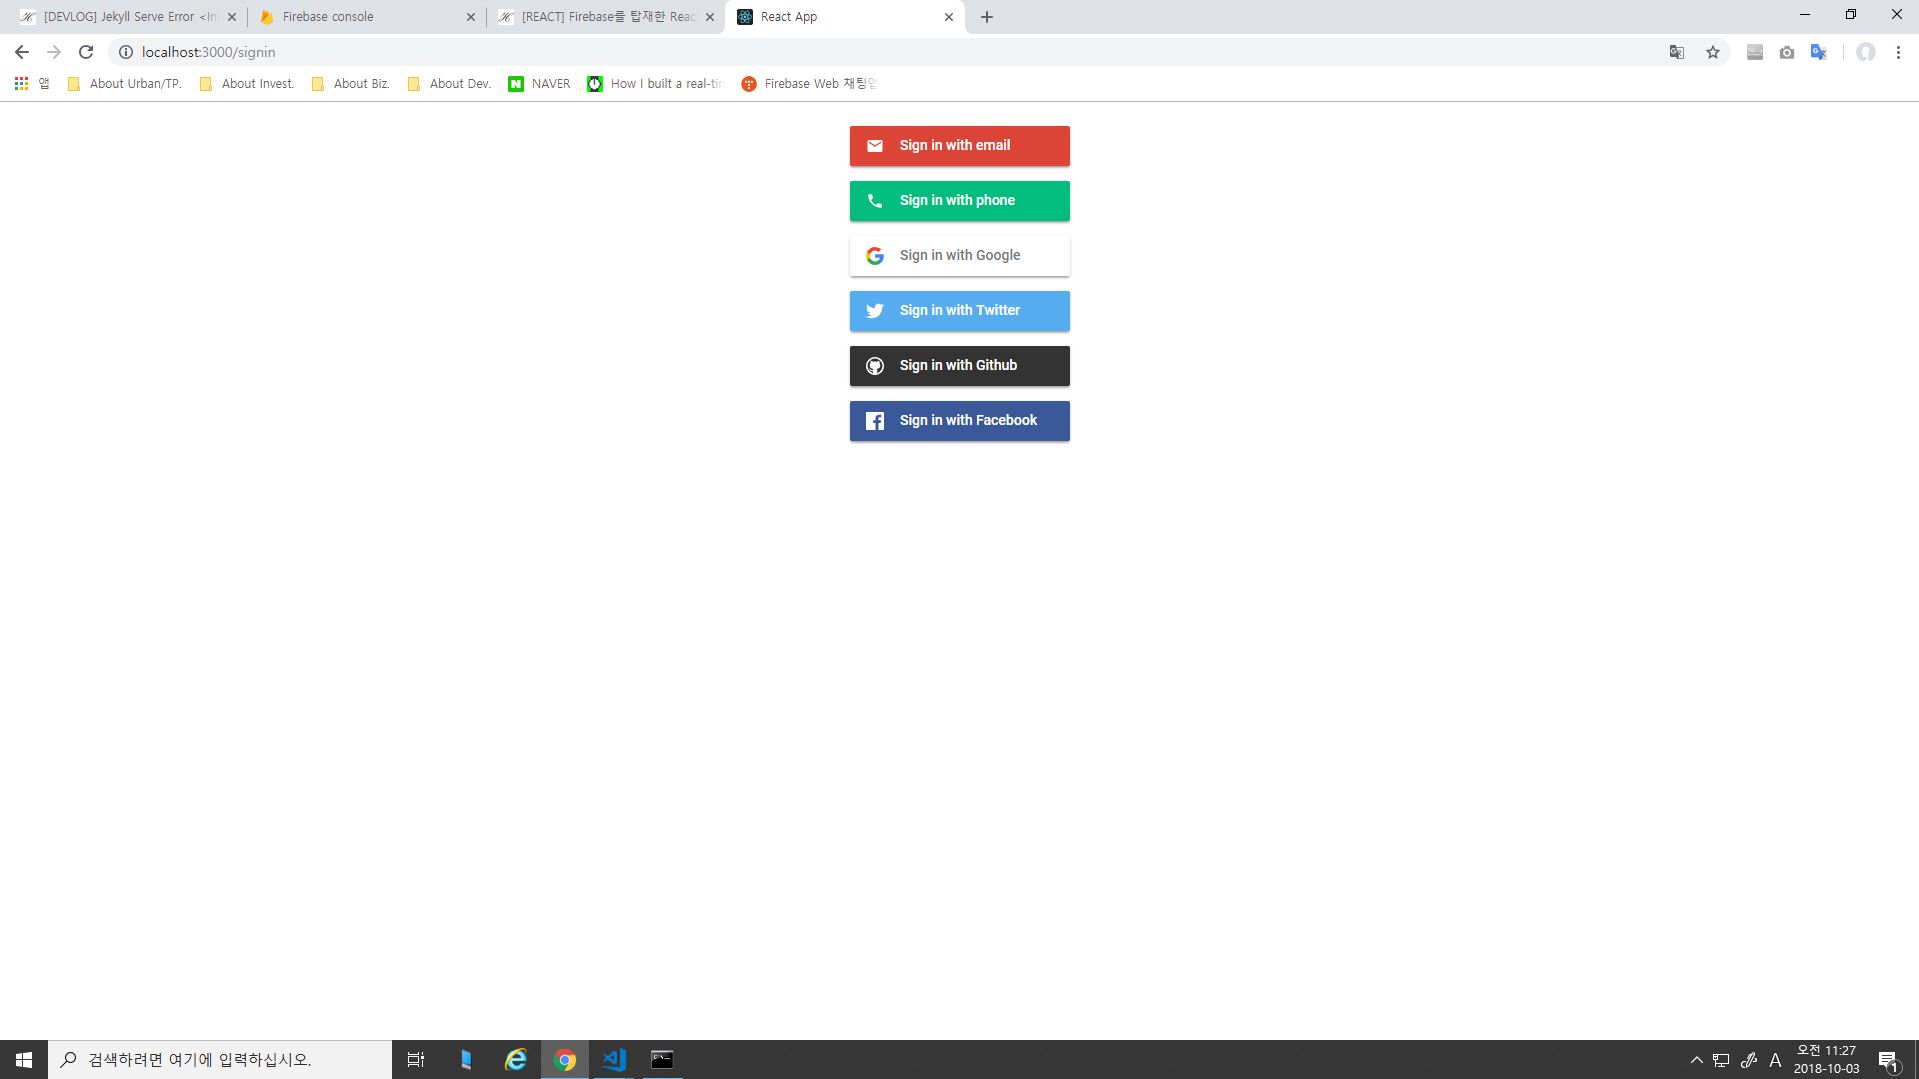 [DEVLOG] Jekyll Serve Error <In
Firebase console
[REACT] Firebase를 탑재한 Reac
React App
localhost:3000/signin
앱
About Urban/TP.
About Invest.
About Biz.
About Dev.
NAVER
How I built a real-tim
Firebase Web 채팅앱
Sign in with email
Sign in with phone
Sign in with Google
Sign in with Twitter
Sign in with Github
Sign in with Facebook
검색하려면 여기에 입력하십시오.
A
오전 11:27
2018-10-03
1